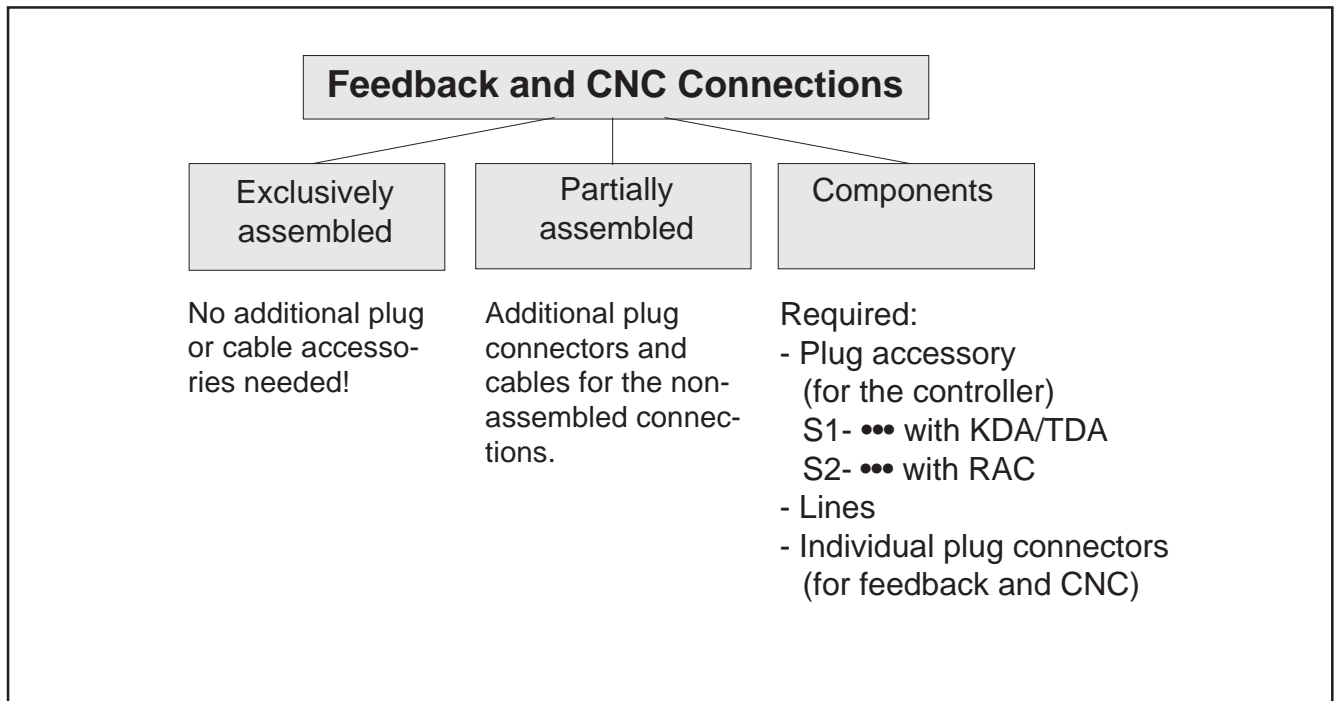 Feedback and CNC Connections
Exclusively
assembled
Partially
assembled
Components
No additional plug
or cable accesso-
ries needed!
Additional plug
connectors and
cables for the non-
assembled connec-
tions.
Required:
- Plug accessory
(for the controller)
S1- ••• with KDA/TDA
S2- ••• with RAC
- Lines
- Individual plug connectors
(for feedback and CNC)